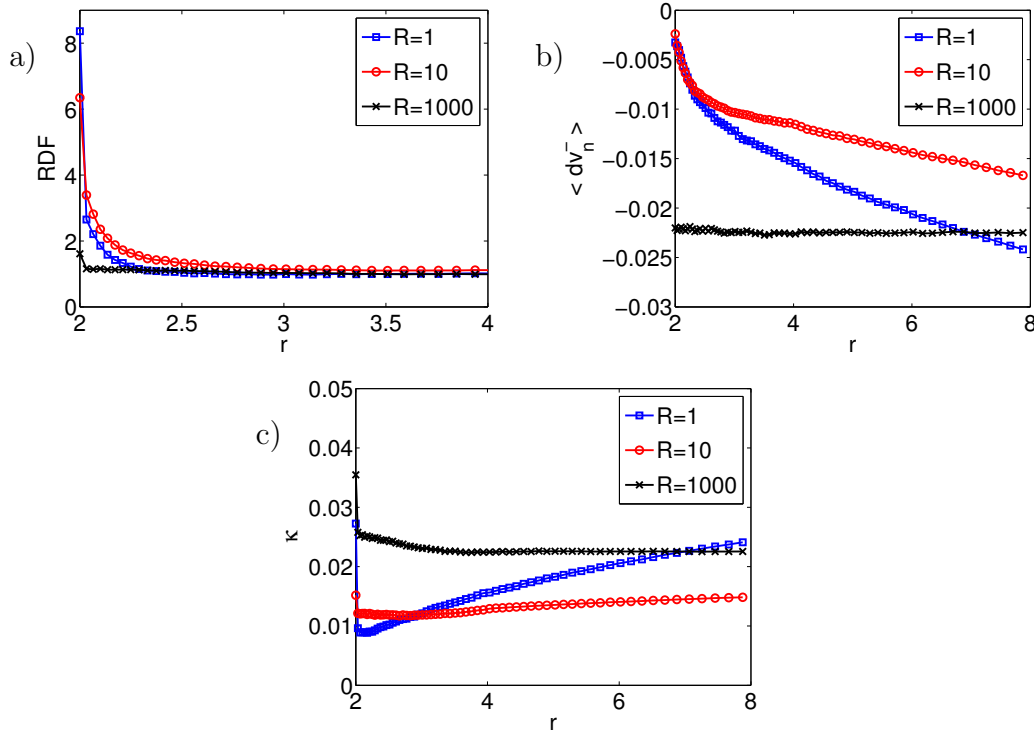 a)
RDF
8
6
4
2
0
2
2.5
3
3.5
4
r
R=1
R=10
R=1000
b)
< dv_n^- >
0
−0.005
−0.01
−0.015
−0.02
−0.025
−0.03
2
4
6
8
r
R=1
R=10
R=1000
c)
κ
0.05
0.04
0.03
0.02
0.01
0
2
4
6
8
r
R=1
R=10
R=1000